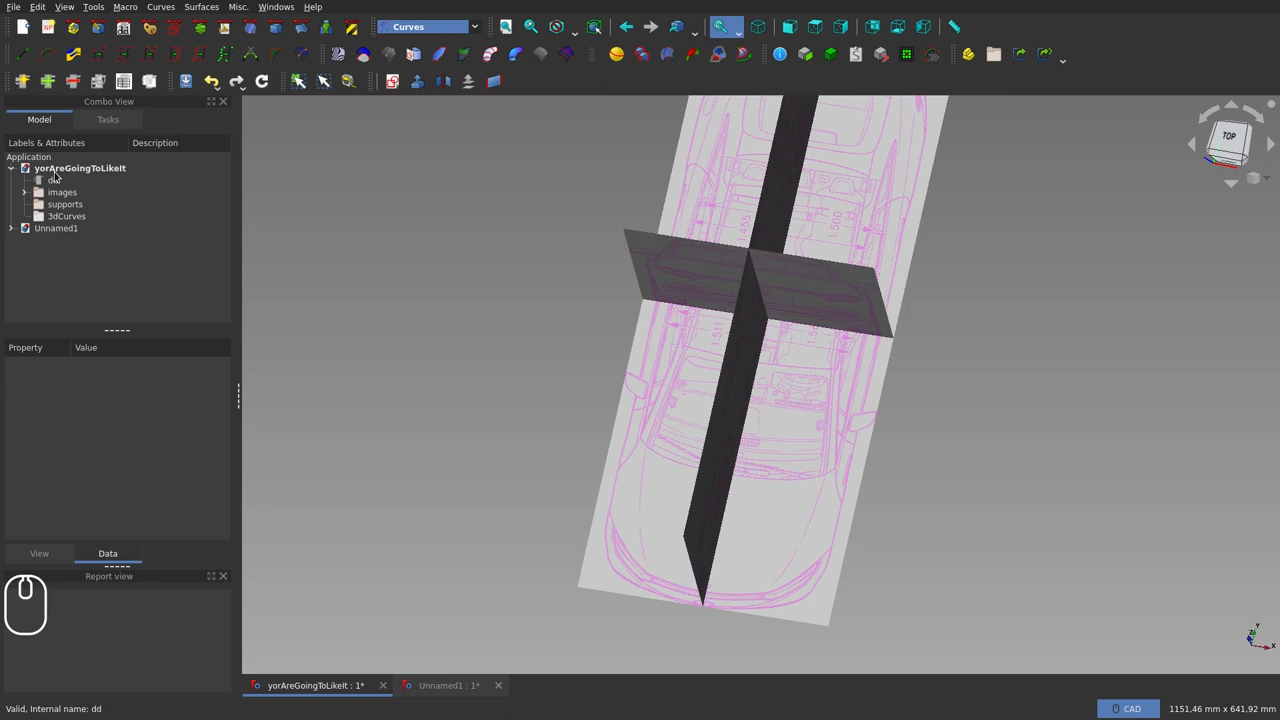 File Edit View Tools Macro Curves Surfaces Misc. Windows Help
Curves
Combo View
Model Tasks
Labels & Attributes Description
Application
yorAreGoingToLikeIt
images
supports
3dCurves
Unnamed1
Property Value
View Data
Report view
TOP
1.500
yorAreGoingToLikeIt : 1* Unnamed1 : 1*
Valid, Internal name: dd
CAD 1151,46 mm x 641,92 mm
Y
Z
X